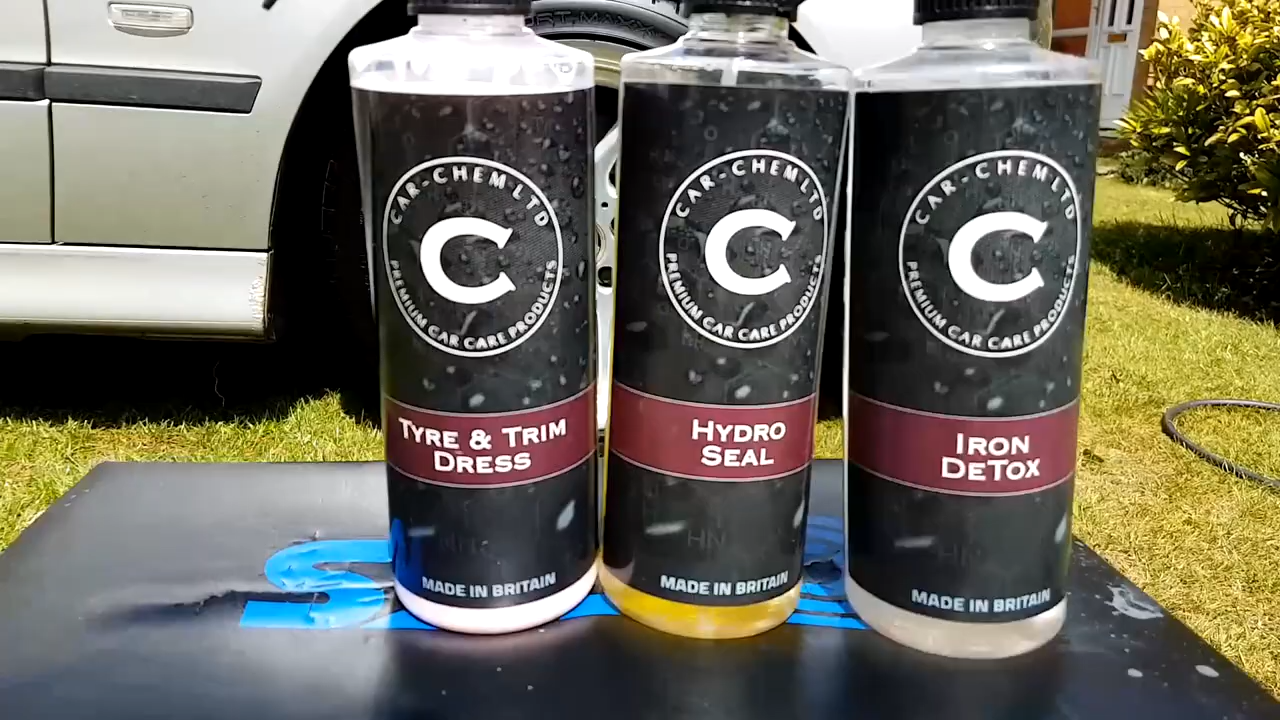 CAR-CHEM LTD
C
PREMIUM CAR CARE PRODUCTS
TYRE & TRIM
DRESS
MADE IN BRITAIN
CAR-CHEM LTD
C
PREMIUM CAR CARE PRODUCTS
HYDRO
SEAL
MADE IN BRITAIN
CAR-CHEM LTD
C
PREMIUM CAR CARE PRODUCTS
IRON
DETOX
MADE IN BRITAIN